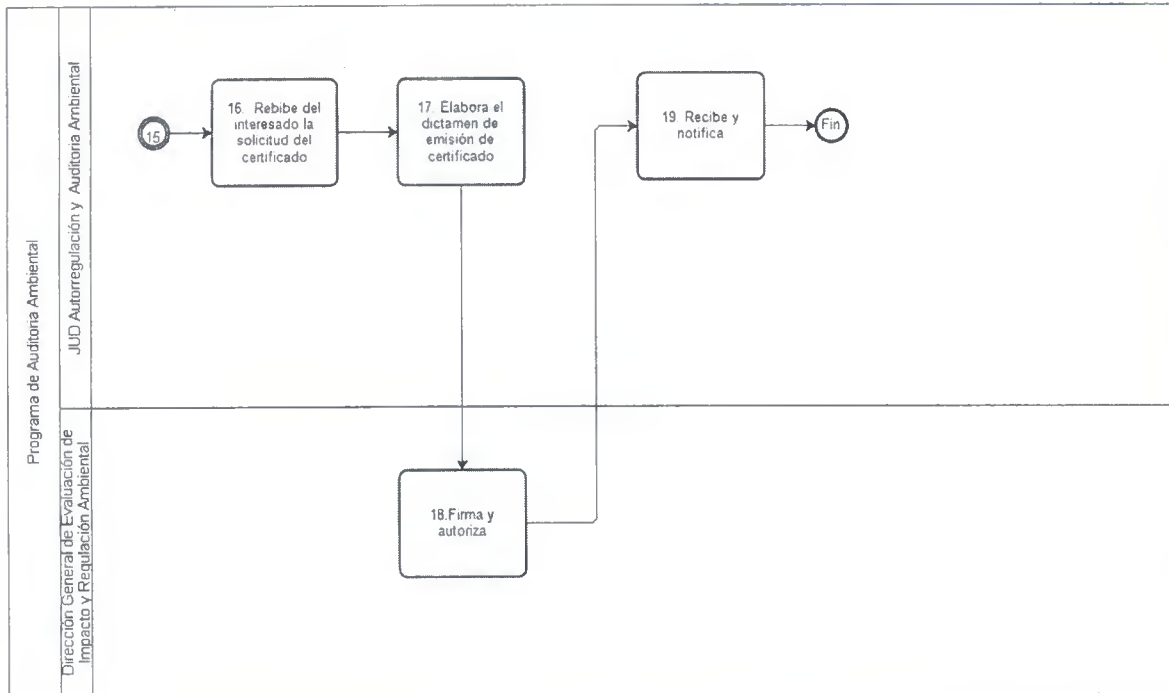 Programa de Auditoria Ambiental
JUD Autorregulación y Auditoria Ambiental
15
16. Rebibe del
interesado la
solicitud del
certificado
17. Elabora el
dictamen de
emisión de
certificado
19. Recibe y
notifica
Fin
Dirección General de Evaluación de
Impacto y Regulación Ambiental
18.Firma y
autoriza